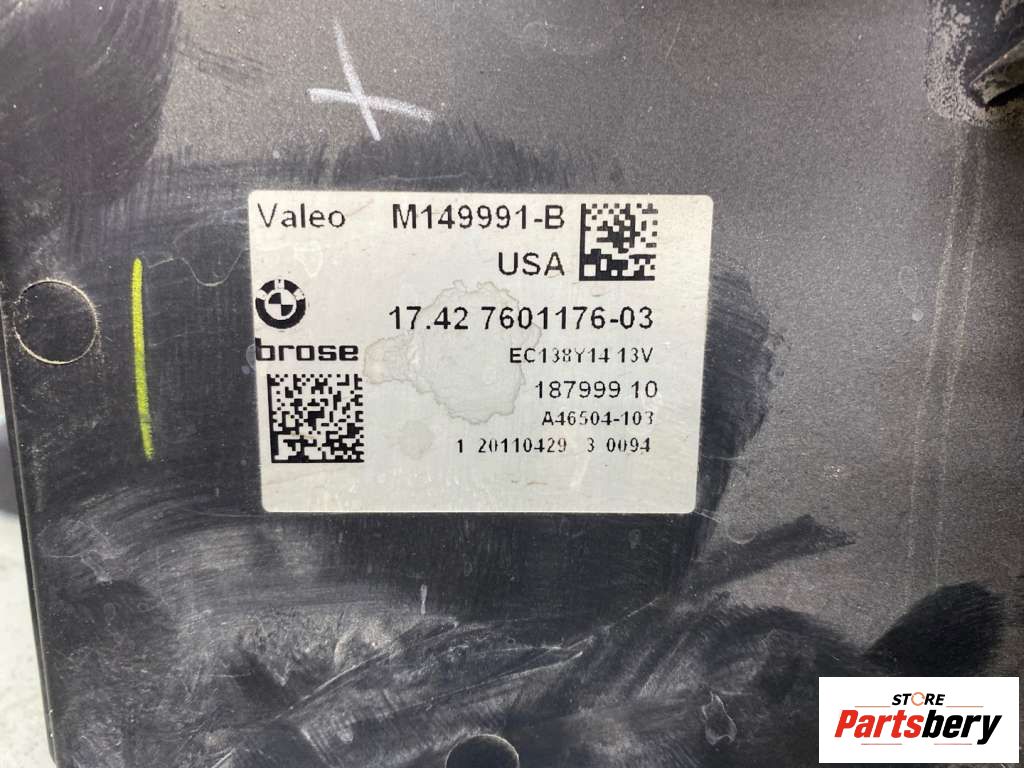 Valeo M149991-B
USA
BMW
17.42 7601176-03
brose
EC138Y14 13V
187999 10
A46504-103
1 20110429 3 0094
STORE
Partsbery